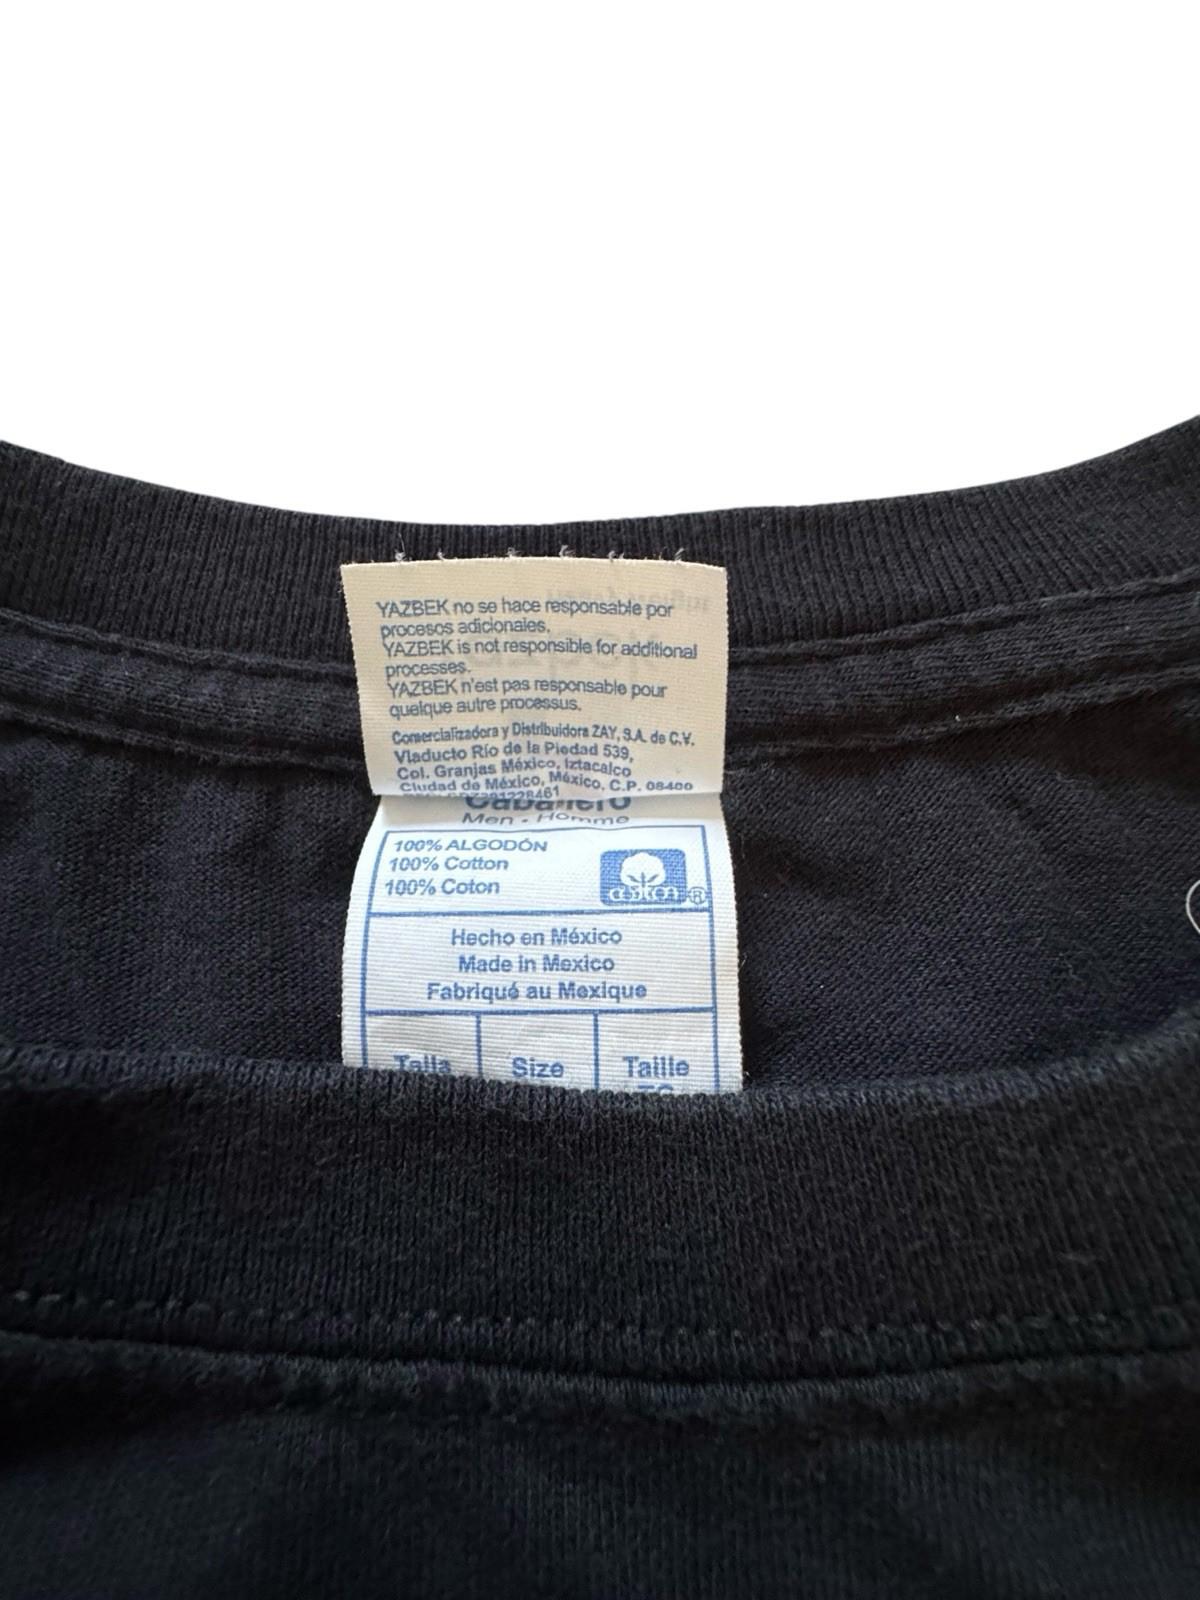 YAZBEK no se hace responsable por
procesos adicionales.
YAZBEK is not responsible for additional
processes.
YAZBEK n'est pas responsable pour
quelque autre processus.
Comercializadora y Distribuidora ZAY, S.A. de C.V.
Viaducto Río de la Piedad 539,
Col. Granjas México, Iztacalco
Ciudad de México, México, C.P. 08400
Caballero
Men - Homme
100% ALGODÓN
100% Cotton
100% Coton
cotton ®
Hecho en México
Made in Mexico
Fabriqué au Mexique
Talla Size Taille